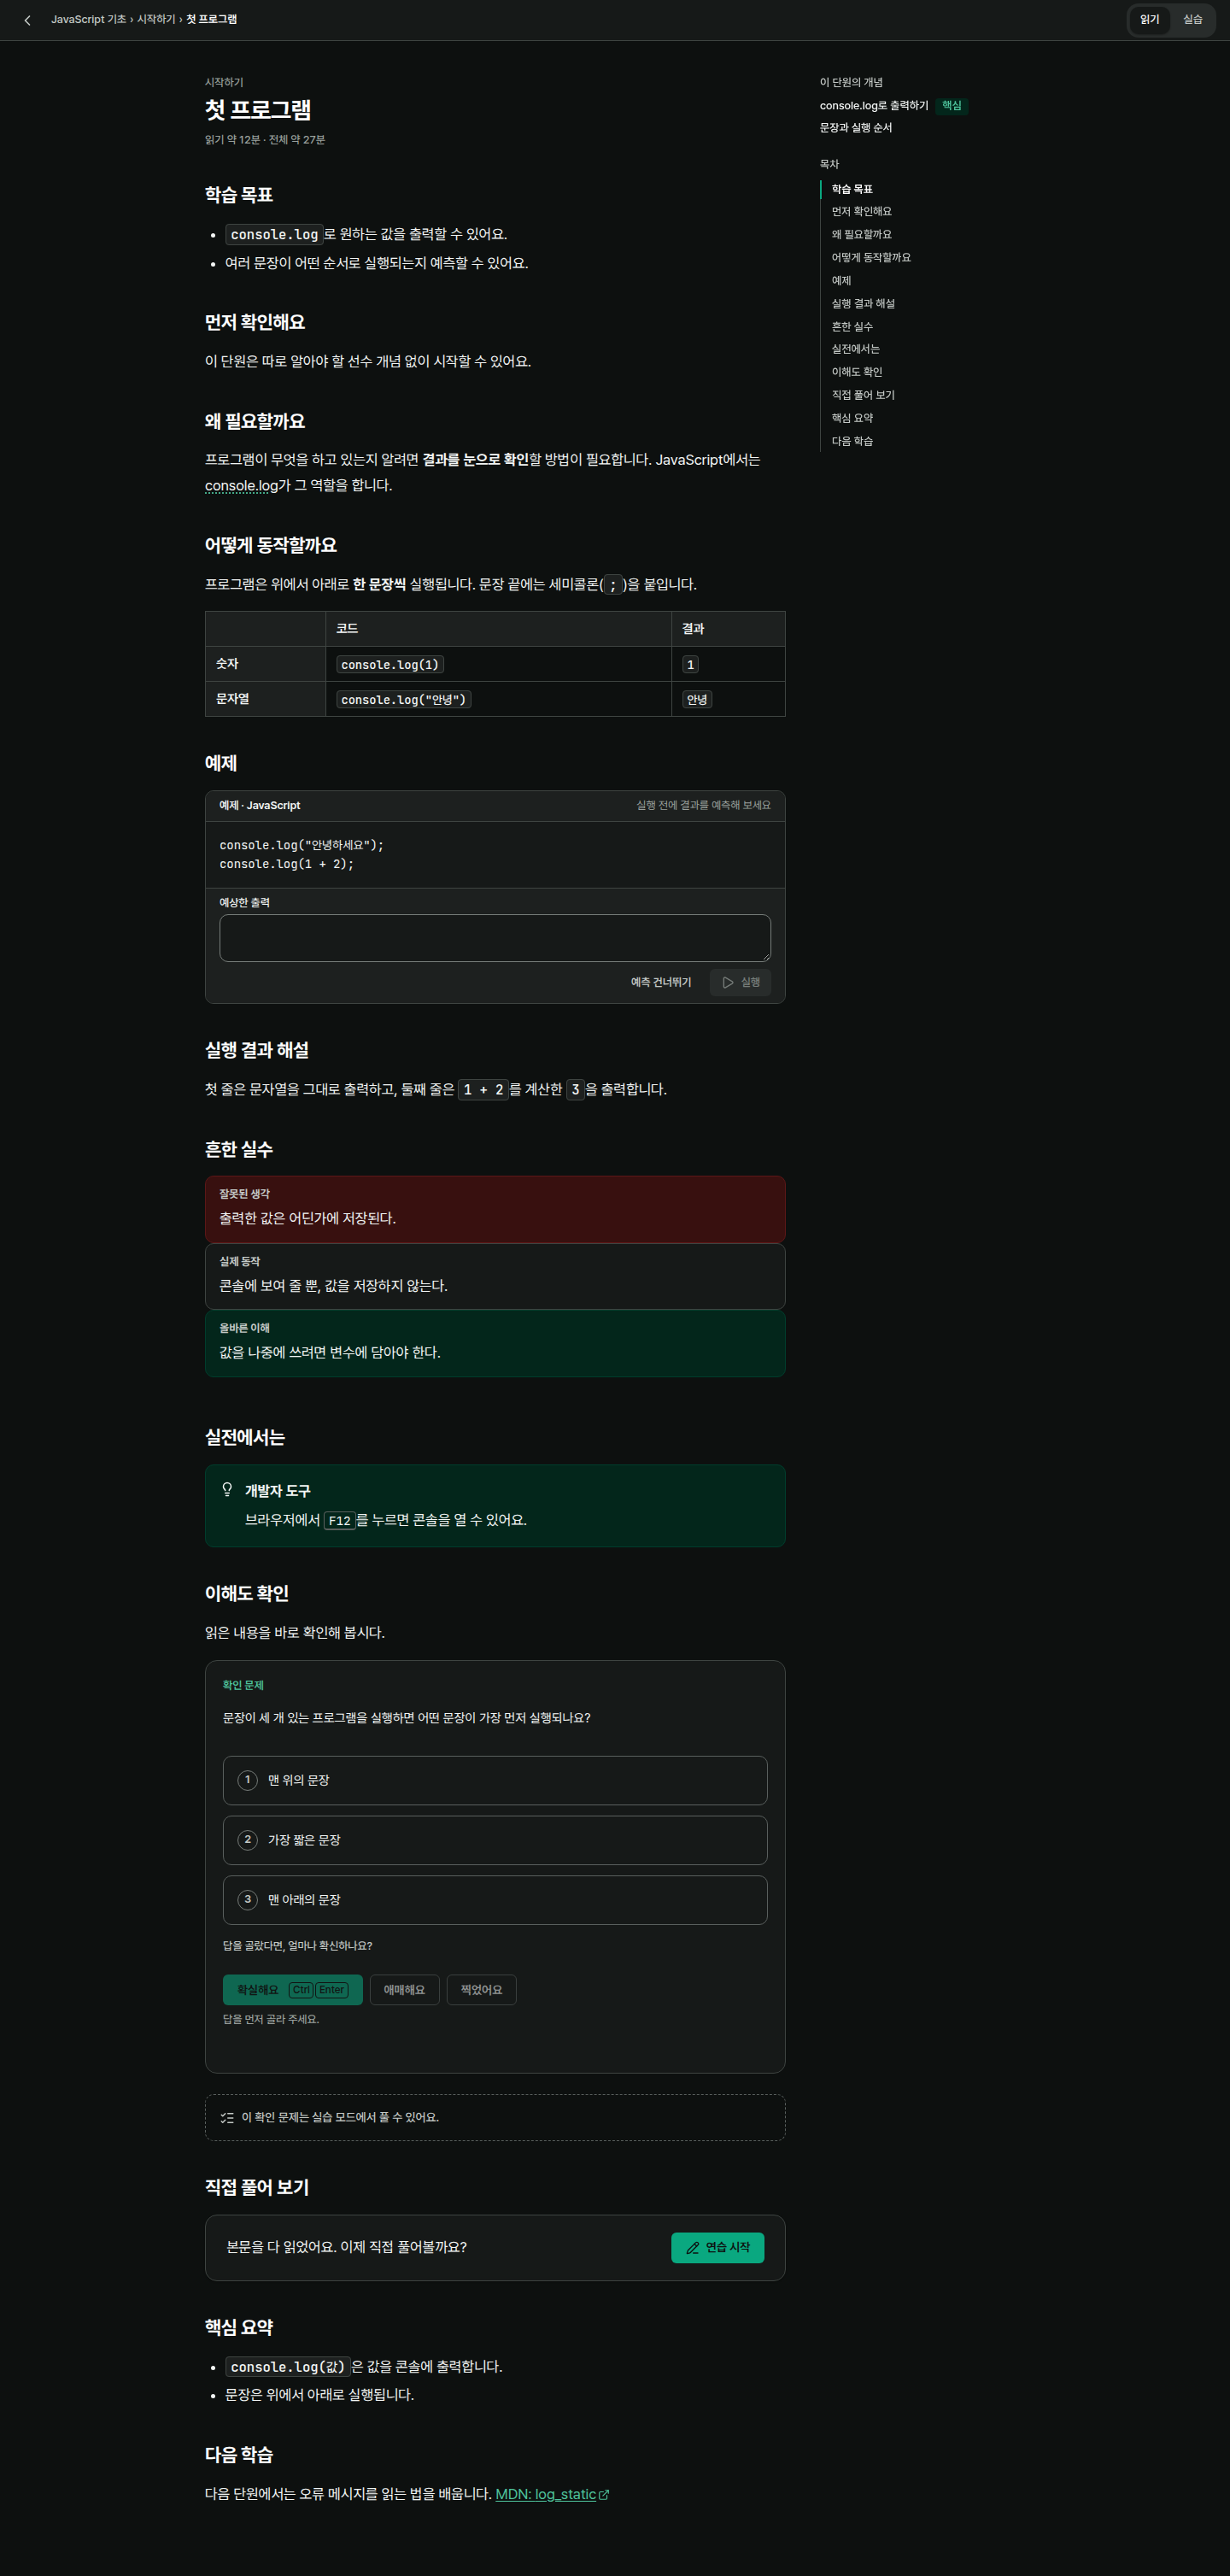 JavaScript 기초 › 시작하기 › 첫 프로그램
읽기 실습
시작하기
첫 프로그램
읽기 약 12분 · 전체 약 27분
학습 목표
console.log로 원하는 값을 출력할 수 있어요.
여러 문장이 어떤 순서로 실행되는지 예측할 수 있어요.
먼저 확인해요
이 단원은 따로 알아야 할 선수 개념 없이 시작할 수 있어요.
왜 필요할까요
프로그램이 무엇을 하고 있는지 알려면 결과를 눈으로 확인할 방법이 필요합니다. JavaScript에서는
console.log가 그 역할을 합니다.
어떻게 동작할까요
프로그램은 위에서 아래로 한 문장씩 실행됩니다. 문장 끝에는 세미콜론(;)을 붙입니다.
코드 결과
숫자 console.log(1) 1
문자열 console.log("안녕") 안녕
예제
예제 · JavaScript 실행 전에 결과를 예측해 보세요
console.log("안녕하세요");
console.log(1 + 2);
예상한 출력
예측 건너뛰기 실행
실행 결과 해설
첫 줄은 문자열을 그대로 출력하고, 둘째 줄은 1 + 2를 계산한 3을 출력합니다.
흔한 실수
잘못된 생각
출력한 값은 어딘가에 저장된다.
실제 동작
콘솔에 보여 줄 뿐, 값을 저장하지 않는다.
올바른 이해
값을 나중에 쓰려면 변수에 담아야 한다.
실전에서는
개발자 도구
브라우저에서 F12를 누르면 콘솔을 열 수 있어요.
이해도 확인
읽은 내용을 바로 확인해 봅시다.
확인 문제
문장이 세 개 있는 프로그램을 실행하면 어떤 문장이 가장 먼저 실행되나요?
1 맨 위의 문장
2 가장 짧은 문장
3 맨 아래의 문장
답을 골랐다면, 얼마나 확신하나요?
확실해요 Ctrl Enter 애매해요 찍었어요
답을 먼저 골라 주세요.
이 확인 문제는 실습 모드에서 풀 수 있어요.
직접 풀어 보기
본문을 다 읽었어요. 이제 직접 풀어볼까요? 연습 시작
핵심 요약
console.log(값)은 값을 콘솔에 출력합니다.
문장은 위에서 아래로 실행됩니다.
다음 학습
다음 단원에서는 오류 메시지를 읽는 법을 배웁니다. MDN: log_static
이 단원의 개념
console.log로 출력하기 핵심
문장과 실행 순서
목차
학습 목표
먼저 확인해요
왜 필요할까요
어떻게 동작할까요
예제
실행 결과 해설
흔한 실수
실전에서는
이해도 확인
직접 풀어 보기
핵심 요약
다음 학습